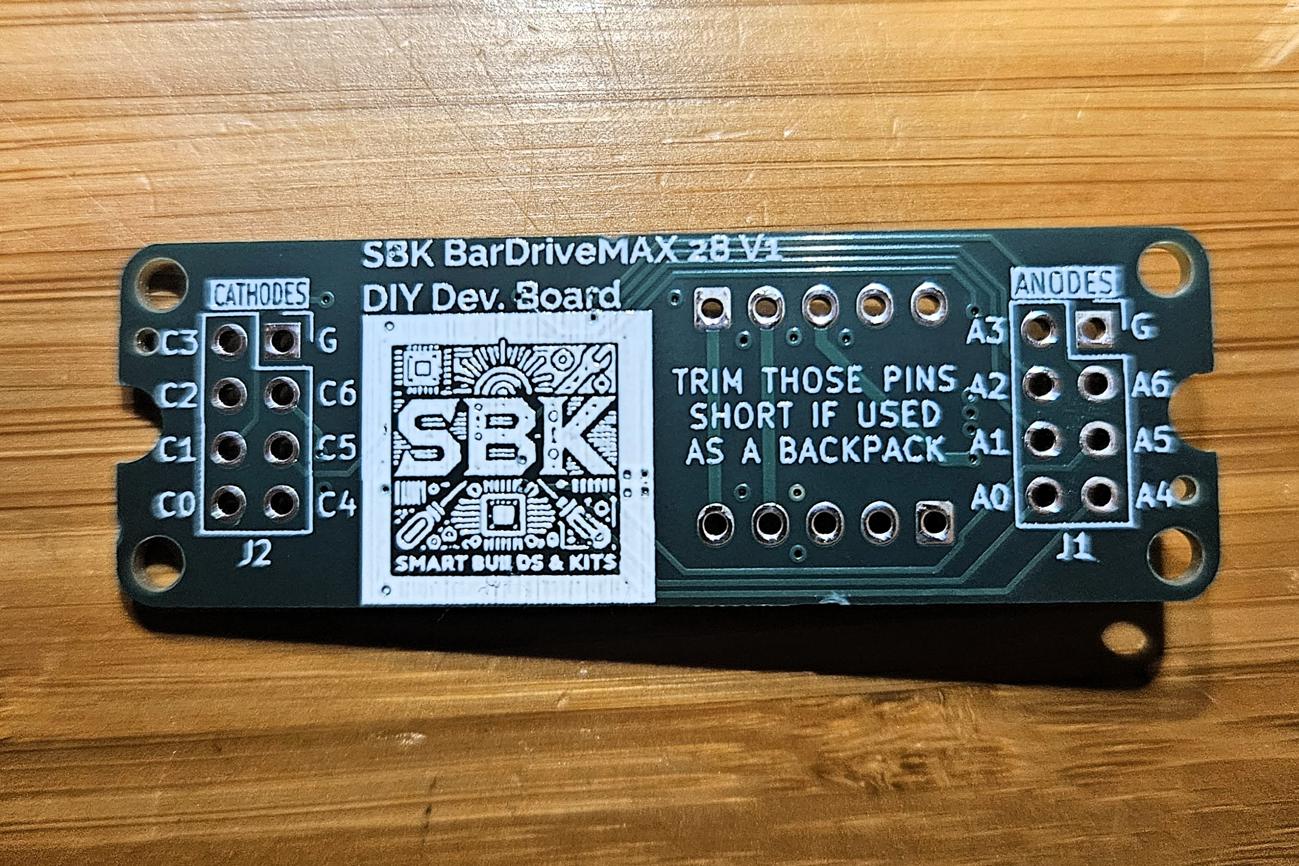 SBK BarDriveMAX 28 V1
DIY Dev. Board
CATHODES
C3 G
C2 C6
C1 C5
C0 C4
J2
SBK
SMART BUILDS & KITS
TRIM THOSE PINS
SHORT IF USED
AS A BACKPACK
ANODES
A3 G
A2 A6
A1 A5
A0 A4
J1